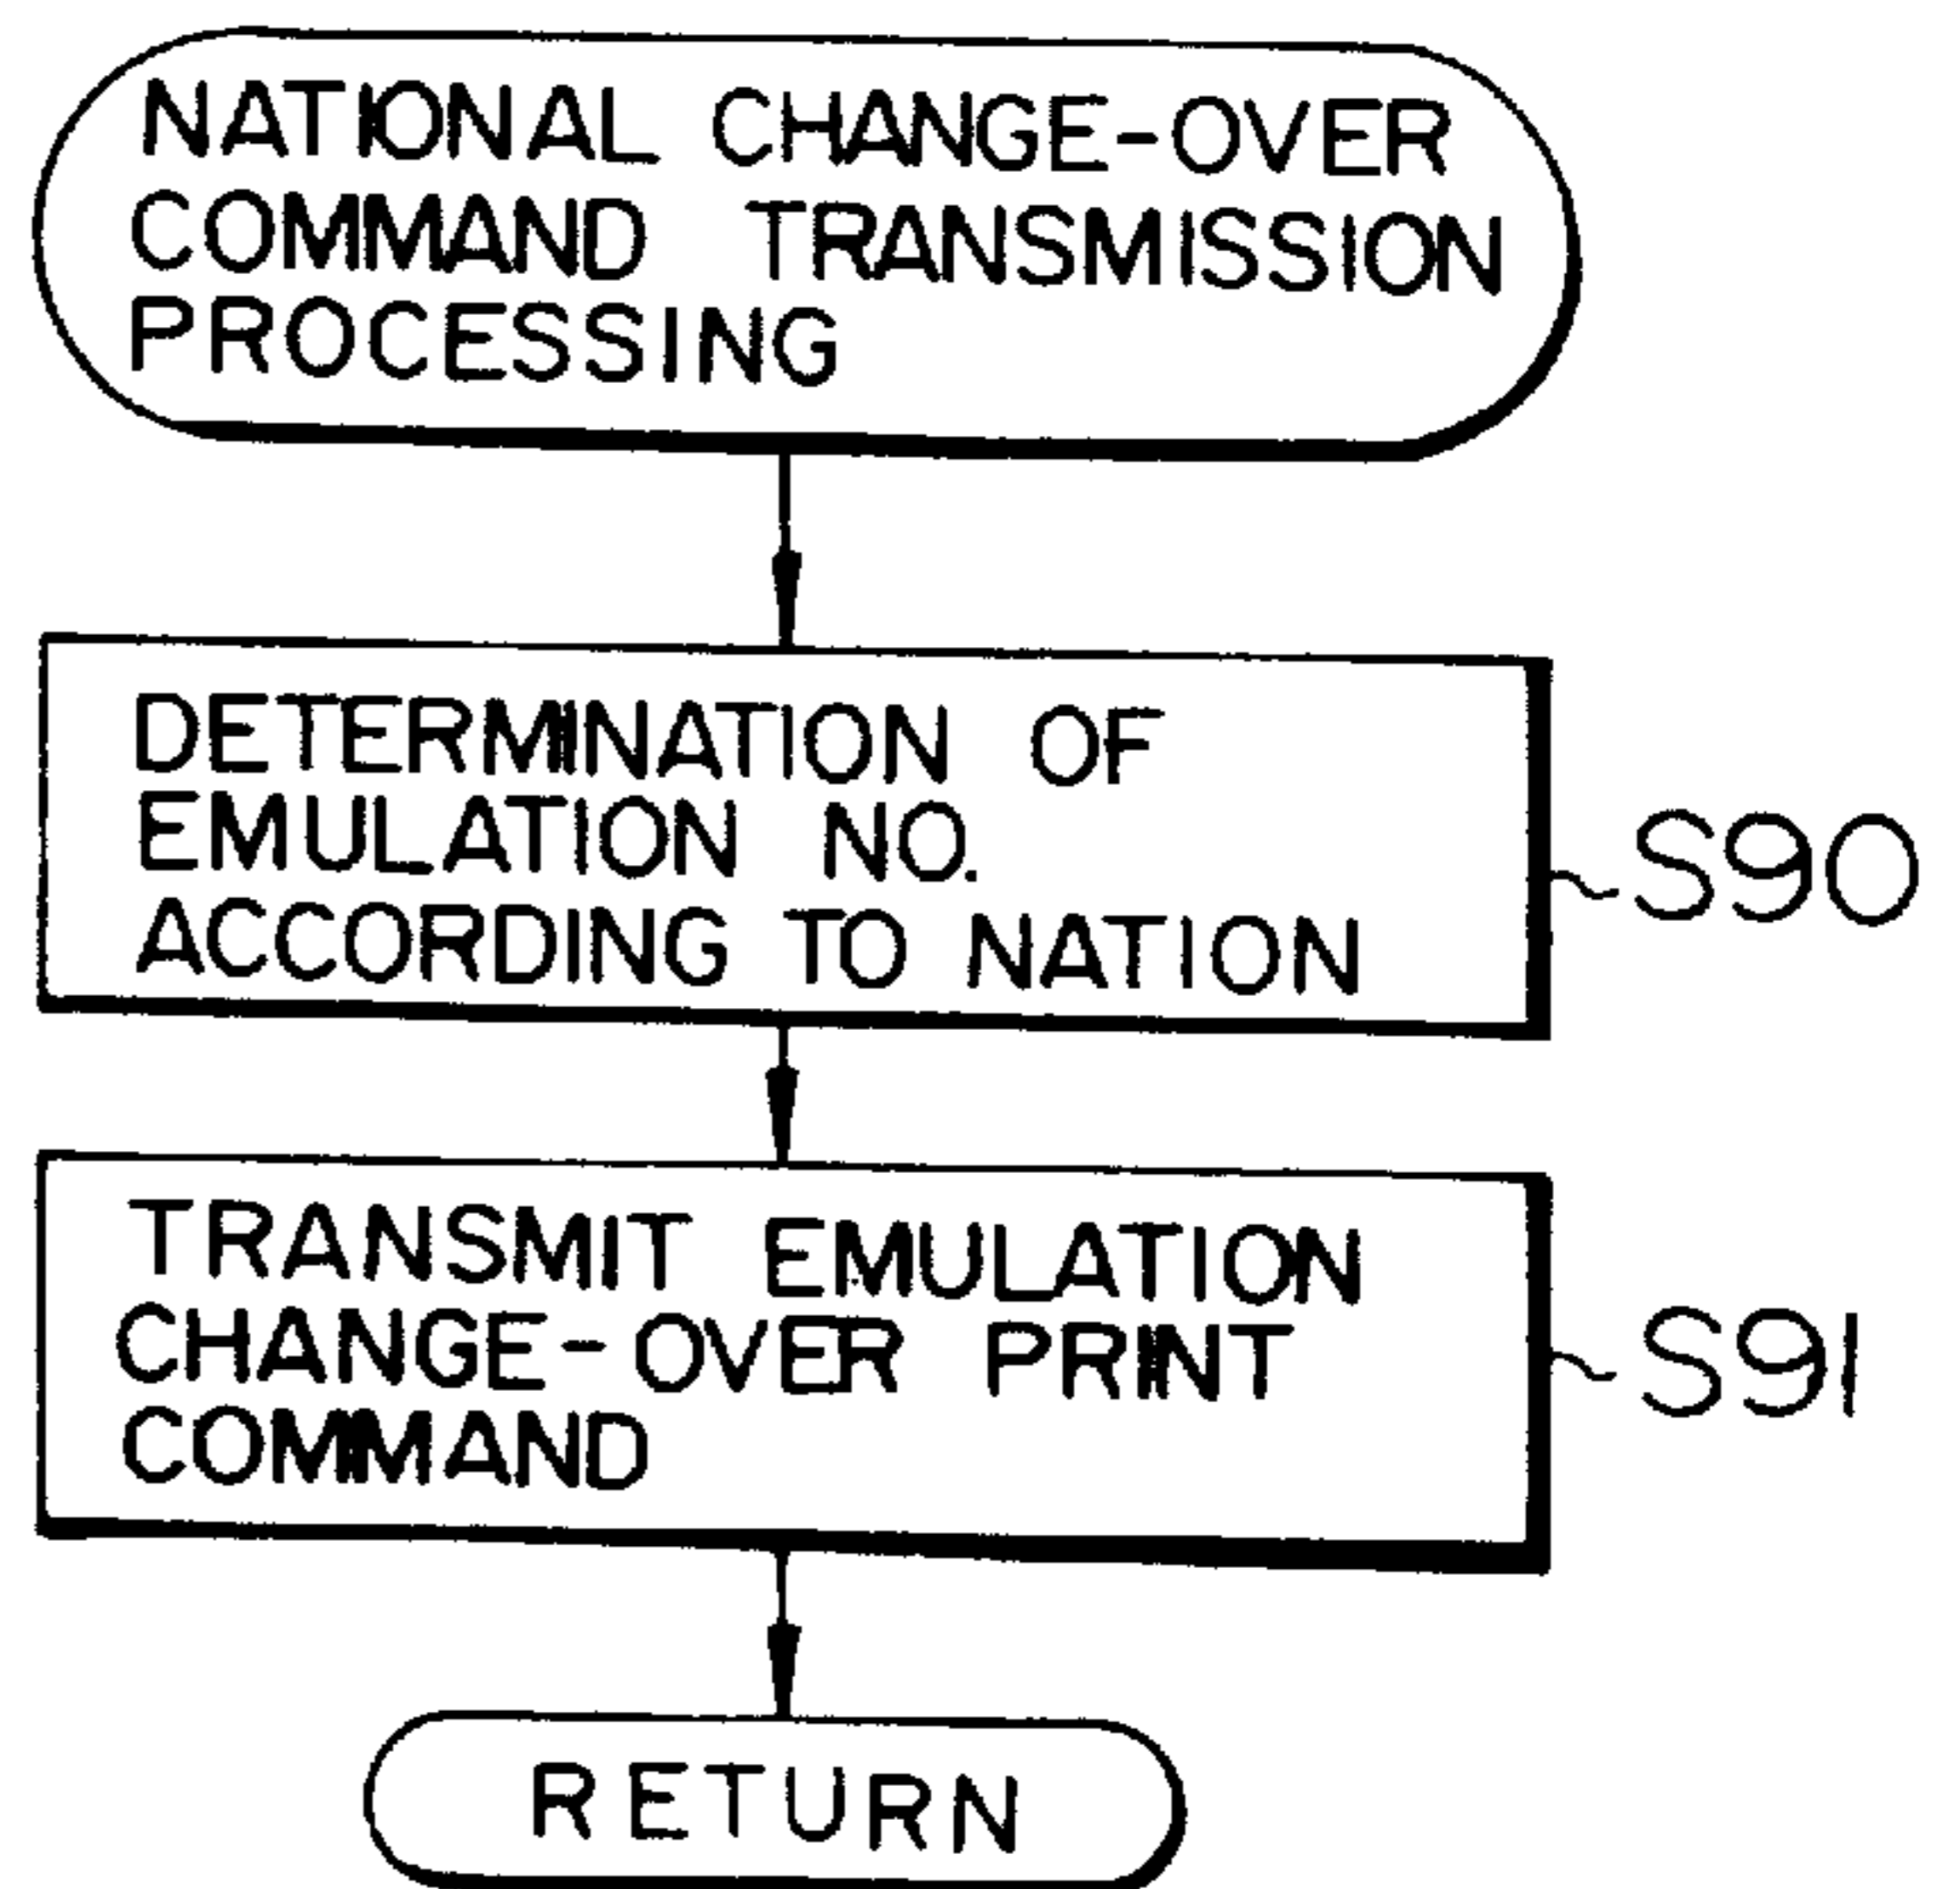 NATIONAL CHANGE-OVER
COMMAND TRANSMISSION
PROCESSING
DETERMINATION OF
EMULATION NO.
ACCORDING TO NATION
S90
TRANSMIT EMULATION
CHANGE-OVER PRINT
COMMAND
S91
RETURN